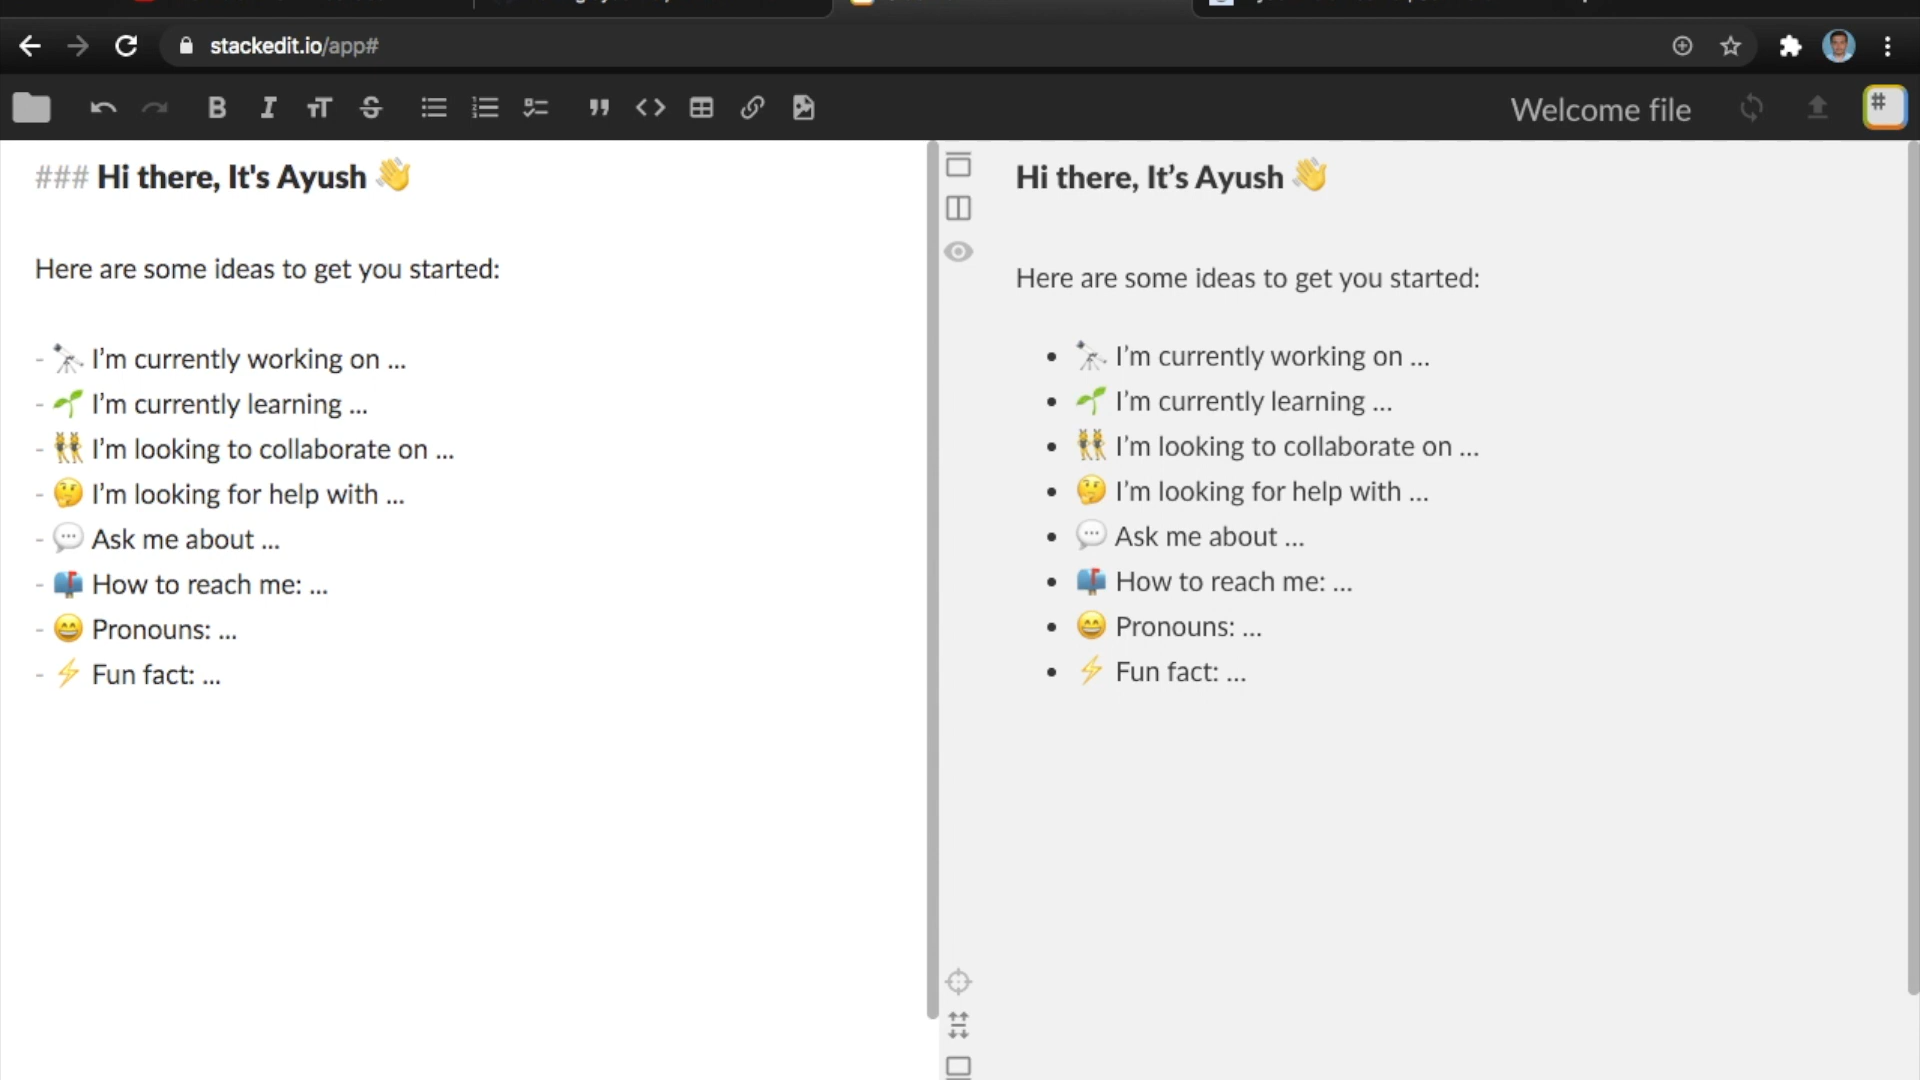 stackedit.io/app#
Welcome file
### Hi there, It's Ayush 👋
Here are some ideas to get you started:
- 🔭 I’m currently working on ...
- 🌱 I’m currently learning ...
- 👯 I’m looking to collaborate on ...
- 🤔 I’m looking for help with ...
- 💬 Ask me about ...
- 📫 How to reach me: ...
- 😄 Pronouns: ...
- ⚡ Fun fact: ...
Hi there, It’s Ayush 👋
Here are some ideas to get you started:
• 🔭 I’m currently working on …
• 🌱 I’m currently learning …
• 👯 I’m looking to collaborate on …
• 🤔 I’m looking for help with …
• 💬 Ask me about …
• 📫 How to reach me: …
• 😄 Pronouns: …
• ⚡ Fun fact: …